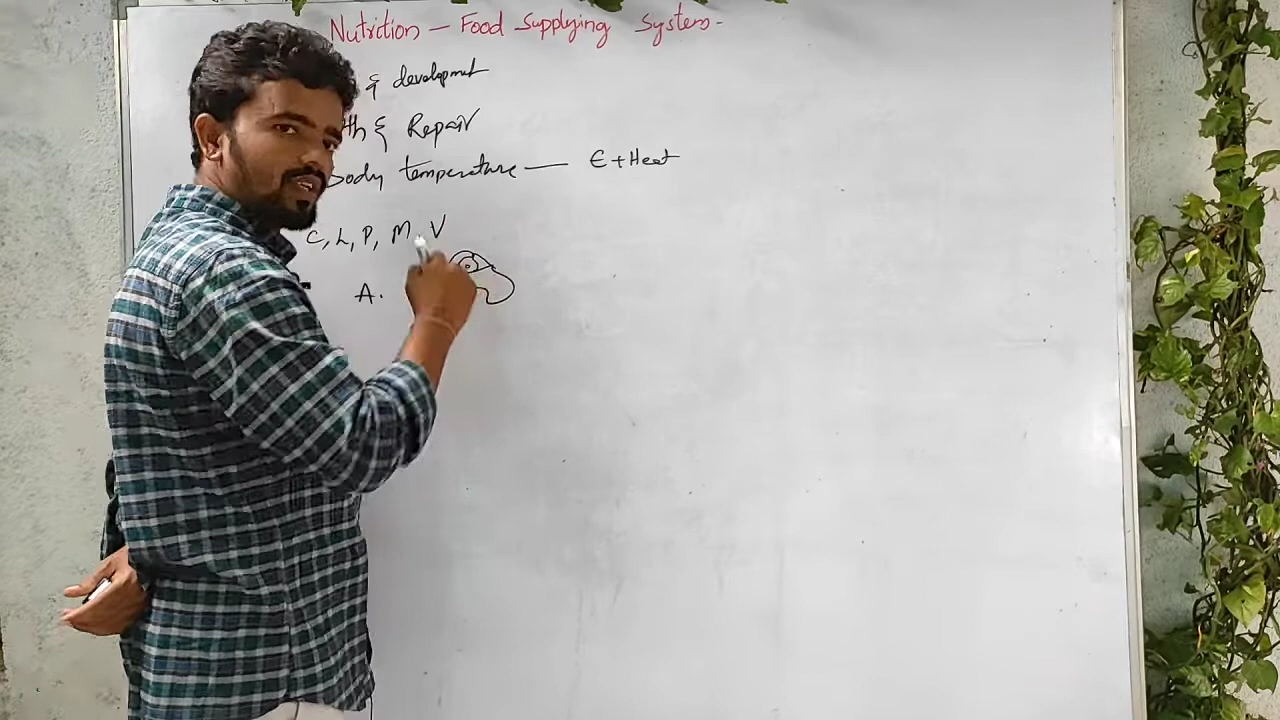 Nutrition — Food Supplying System-
& development
th & Repair
Body temperature — E + Heat
C, L, P, M, V
A.